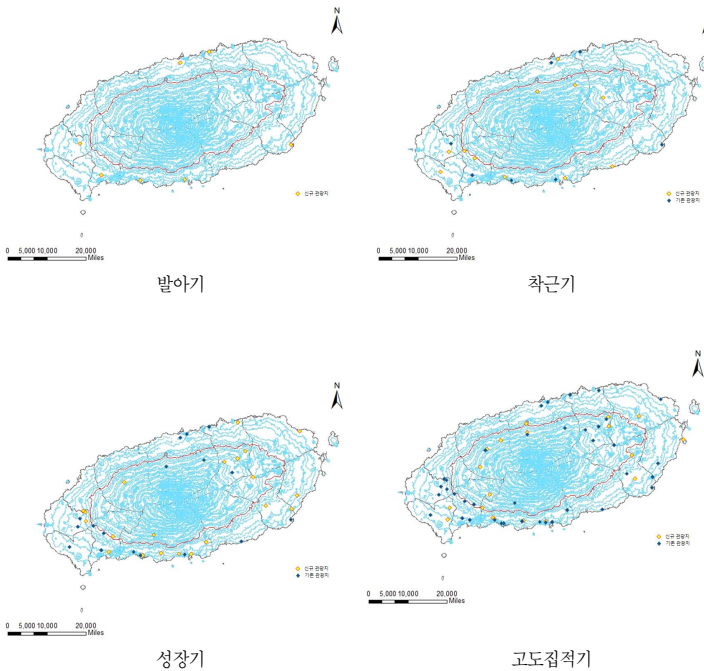 N
신규 관광지
0 5,000 10,000 20,000
Miles
발아기
신규 관광지
기존 관광지
0 5,000 10,000 20,000
Miles
착근기
N
신규 관광지
기존 관광지
0 5,000 10,000 20,000
Miles
성장기
N
신규 관광지
기존 관광지
0 5,000 10,000 20,000
Miles
고도집적기